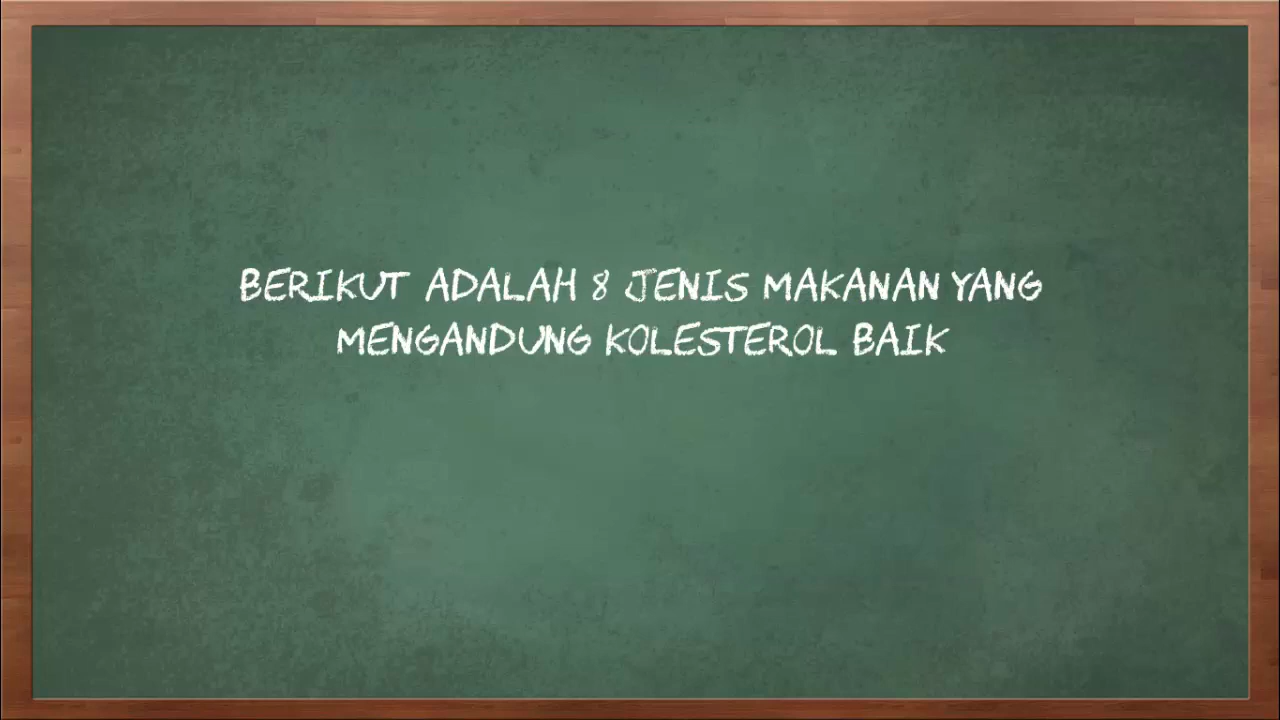 BERIKUT ADALAH 8 JENIS MAKANAN YANG
MENGANDUNG KOLESTEROL BAIK